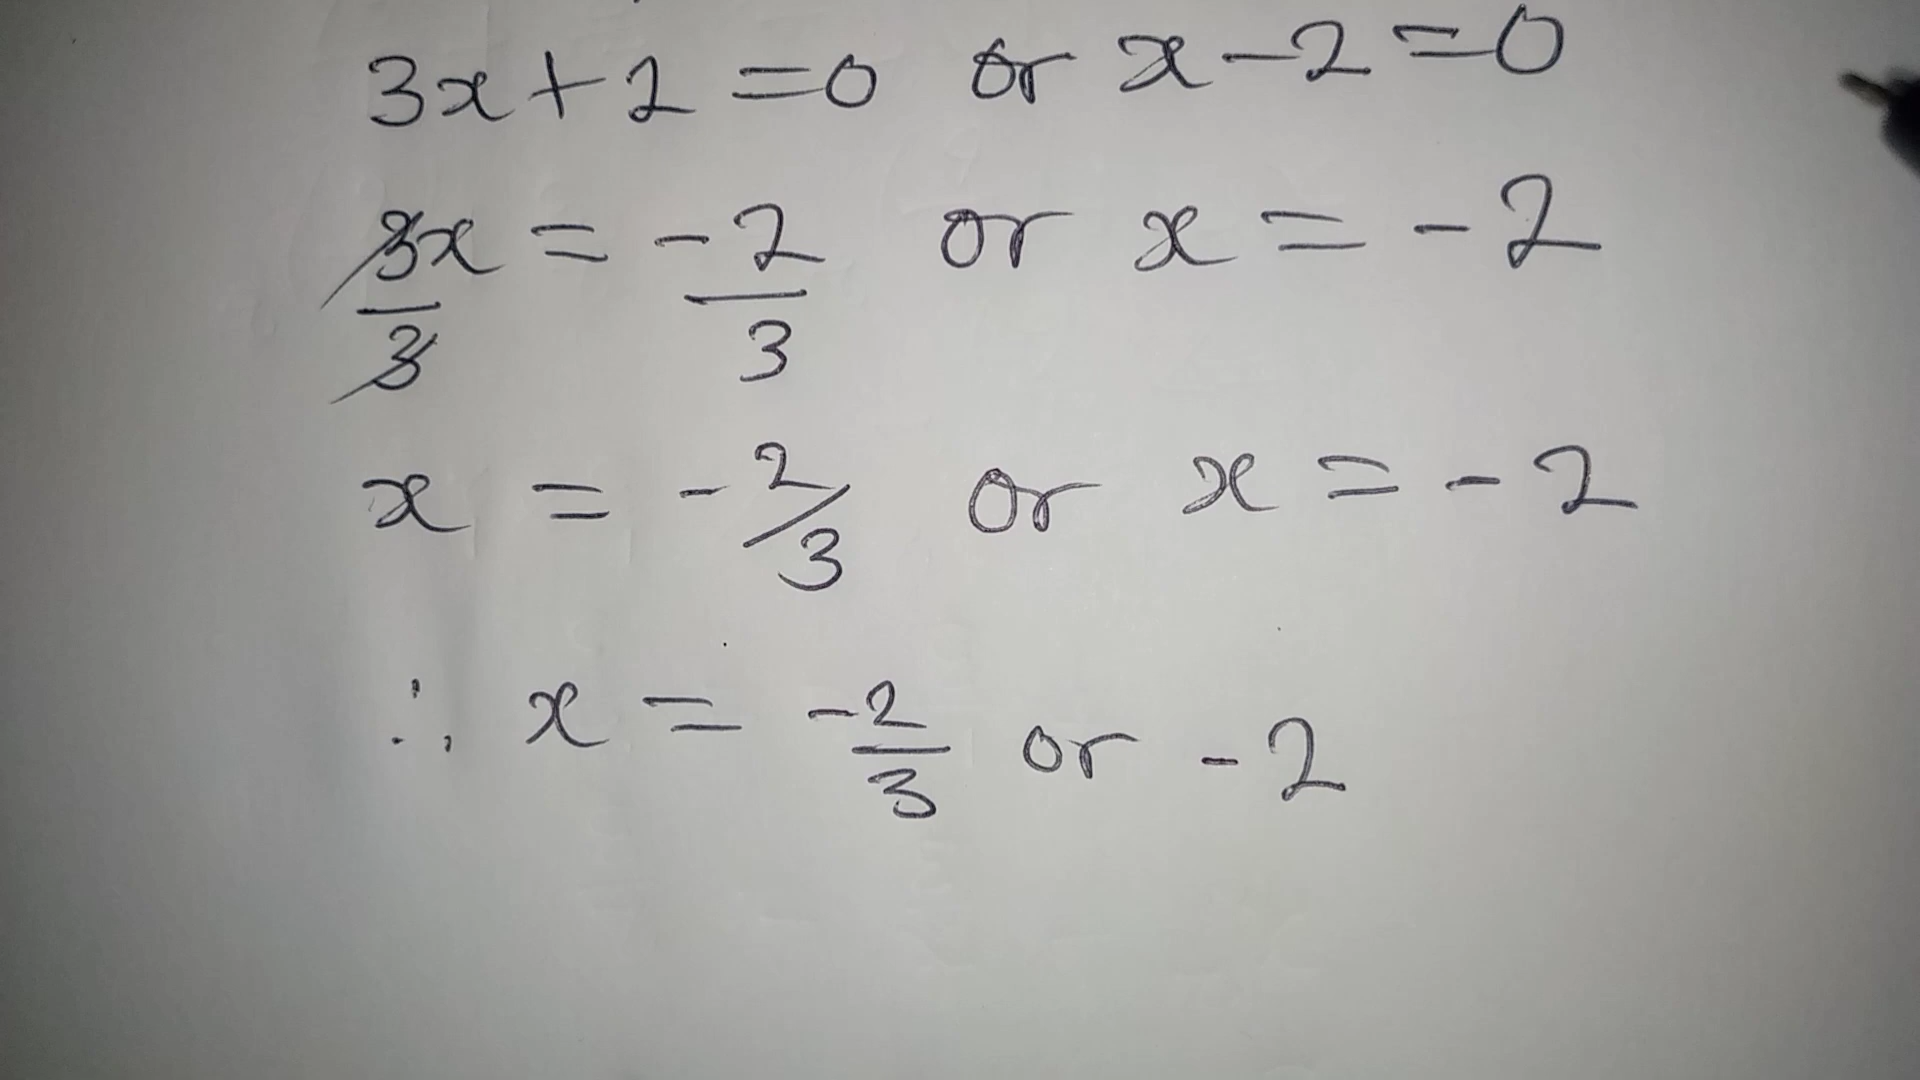 3x + 2 = 0 or x - 2 = 0
3x/3 = -2/3 or x = -2
x = -2/3 or x = -2
∴ x = -2/3 or -2